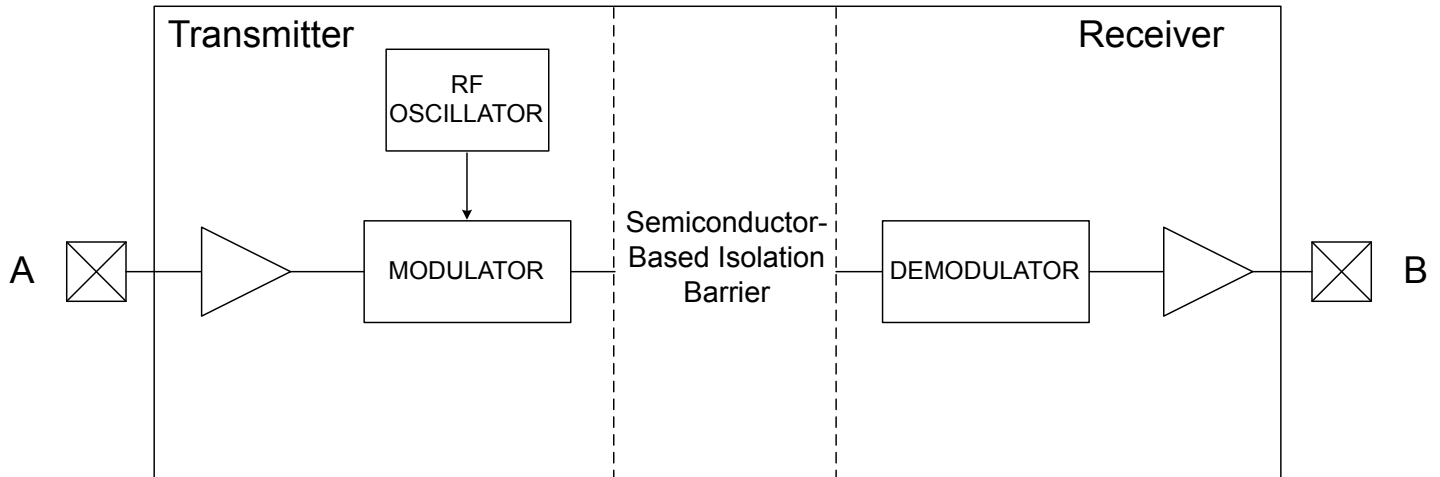 Transmitter
Receiver
RF
OSCILLATOR
A
MODULATOR
Semiconductor-
Based Isolation
Barrier
DEMODULATOR
B